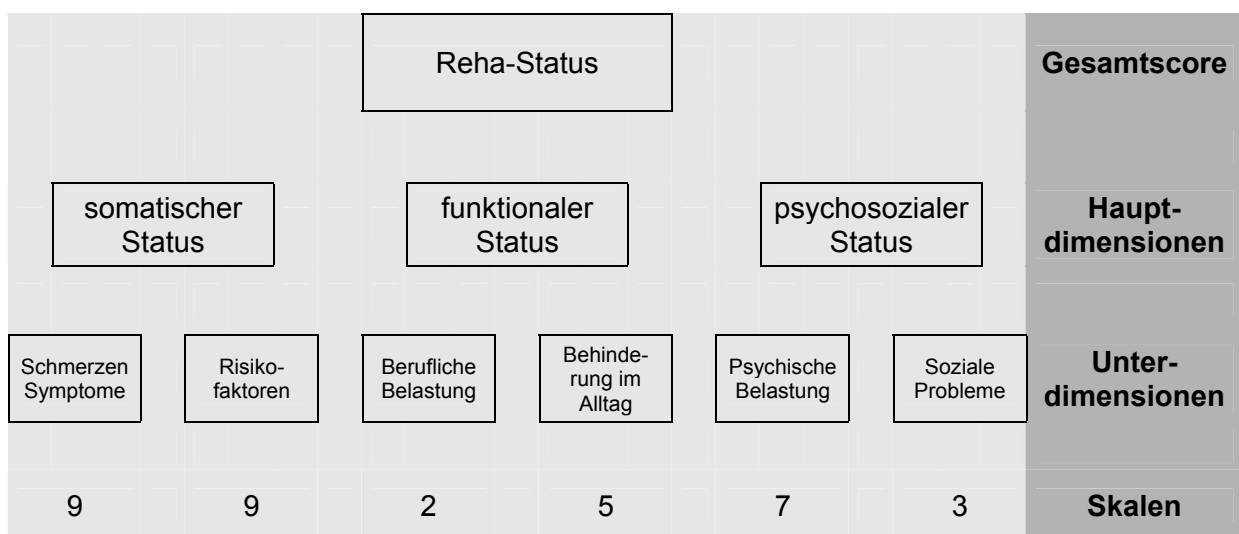 Reha-Status
Gesamtscore
somatischer
Status
funktionaler
Status
psychosozialer
Status
Haupt-
dimensionen
Schmerzen
Symptome
Risiko-
faktoren
Berufliche
Belastung
Behinde-
rung im
Alltag
Psychische
Belastung
Soziale
Probleme
Unter-
dimensionen
9 9 2 5 7 3 Skalen